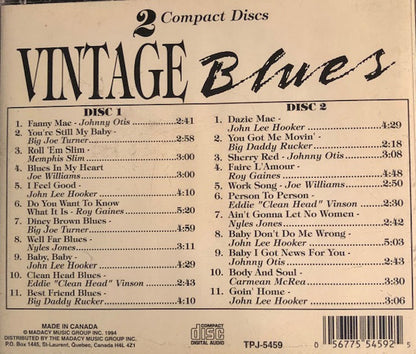 2 Compact Discs
VINTAGE Blues
DISC 1
1. Fanny Mae - Johnny Otis ......2:41
2. You're Still My Baby -
Big Joe Turner ......2:58
3. Roll 'Em Slim -
Memphis Slim ......3:00
4. Blues In My Heart
Joe Williams ......3:00
5. I Feel Good -
John Lee Hooker ......4:10
6. Do You Want To Know
What It Is - Roy Gaines ......5:20
7. Diney Brown Blues -
Big Joe Turner ......4:59
8. Well Far Blues -
Nyles Jones ......3:11
9. Baby, Baby -
John Lee Hooker ......4:29
10. Clean Head Blues -
Eddie "Clean Head" Vinson ......2:43
11. Best Friend Blues -
Big Daddy Rucker ......4:10
DISC 2
1. Dazie Mae -
John Lee Hooker ......4:29
2. You Got Me Movin' -
Big Daddy Rucker ......2:18
3. Sherry Red - Johnny Otis ......3:08
4. Faire L'Amour -
Roy Gaines ......4:48
5. Work Song - Joe Williams ......2:50
6. Person To Person -
Eddie "Clean Head" Vinson ......2:30
7. Ain't Gonna Let No Women -
Nyles Jones ......2:42
8. Baby Don't Do Me Wrong -
John Lee Hooker ......5:03
9. Baby I Got News For You -
Johnny Otis ......2:43
10. Body And Soul -
Carmean McRea ......3:30
11. Goin' Home -
John Lee Hooker ......3:06
MADE IN CANADA
© MADACY MUSIC GROUP INC. 1994
DISTRIBUTED BY THE MADACY MUSIC GROUP INC.
P.O. Box 1445, St-Laurent, Quebec, Canada H4L 4Z1
COMPACT
disc
DIGITAL AUDIO
TPJ-5459
0 56775 54592 5